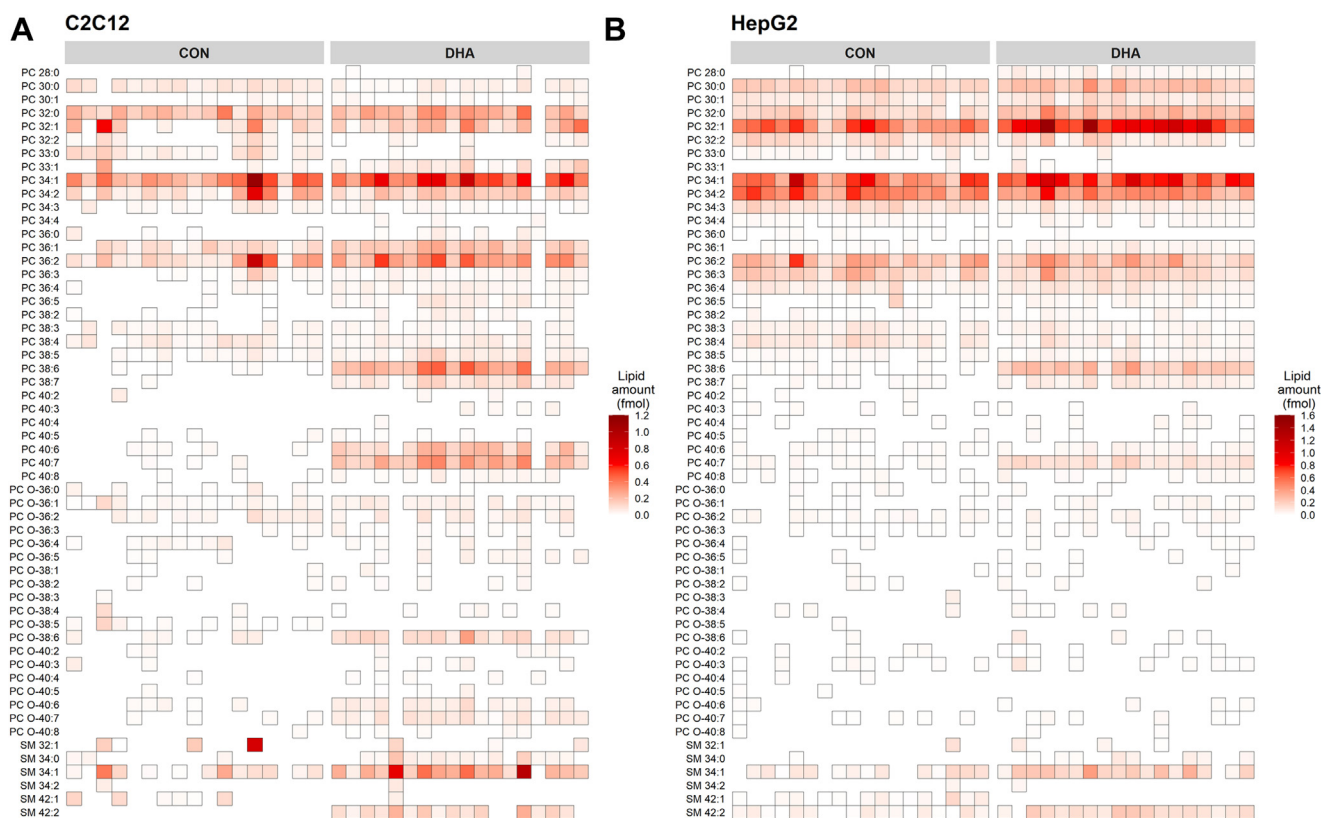 A C2C12
CON DHA
PC 28:0
PC 30:0
PC 30:1
PC 32:0
PC 32:1
PC 32:2
PC 33:0
PC 33:1
PC 34:1
PC 34:2
PC 34:3
PC 34:4
PC 36:0
PC 36:1
PC 36:2
PC 36:3
PC 36:4
PC 36:5
PC 38:2
PC 38:3
PC 38:4
PC 38:5
PC 38:6
PC 38:7
PC 40:2
PC 40:3
PC 40:4
PC 40:5
PC 40:6
PC 40:7
PC 40:8
PC O-36:0
PC O-36:1
PC O-36:2
PC O-36:3
PC O-36:4
PC O-36:5
PC O-38:1
PC O-38:2
PC O-38:3
PC O-38:4
PC O-38:5
PC O-38:6
PC O-40:2
PC O-40:3
PC O-40:4
PC O-40:5
PC O-40:6
PC O-40:7
PC O-40:8
SM 32:1
SM 34:0
SM 34:1
SM 34:2
SM 42:1
SM 42:2
Lipid
amount
(fmol)
1.2
1.0
0.8
0.6
0.4
0.2
0.0
B HepG2
CON DHA
PC 28:0
PC 30:0
PC 30:1
PC 32:0
PC 32:1
PC 32:2
PC 33:0
PC 33:1
PC 34:1
PC 34:2
PC 34:3
PC 34:4
PC 36:0
PC 36:1
PC 36:2
PC 36:3
PC 36:4
PC 36:5
PC 38:2
PC 38:3
PC 38:4
PC 38:5
PC 38:6
PC 38:7
PC 40:2
PC 40:3
PC 40:4
PC 40:5
PC 40:6
PC 40:7
PC 40:8
PC O-36:0
PC O-36:1
PC O-36:2
PC O-36:3
PC O-36:4
PC O-36:5
PC O-38:1
PC O-38:2
PC O-38:3
PC O-38:4
PC O-38:5
PC O-38:6
PC O-40:2
PC O-40:3
PC O-40:4
PC O-40:5
PC O-40:6
PC O-40:7
PC O-40:8
SM 32:1
SM 34:0
SM 34:1
SM 34:2
SM 42:1
SM 42:2
Lipid
amount
(fmol)
1.6
1.4
1.2
1.0
0.8
0.6
0.4
0.2
0.0